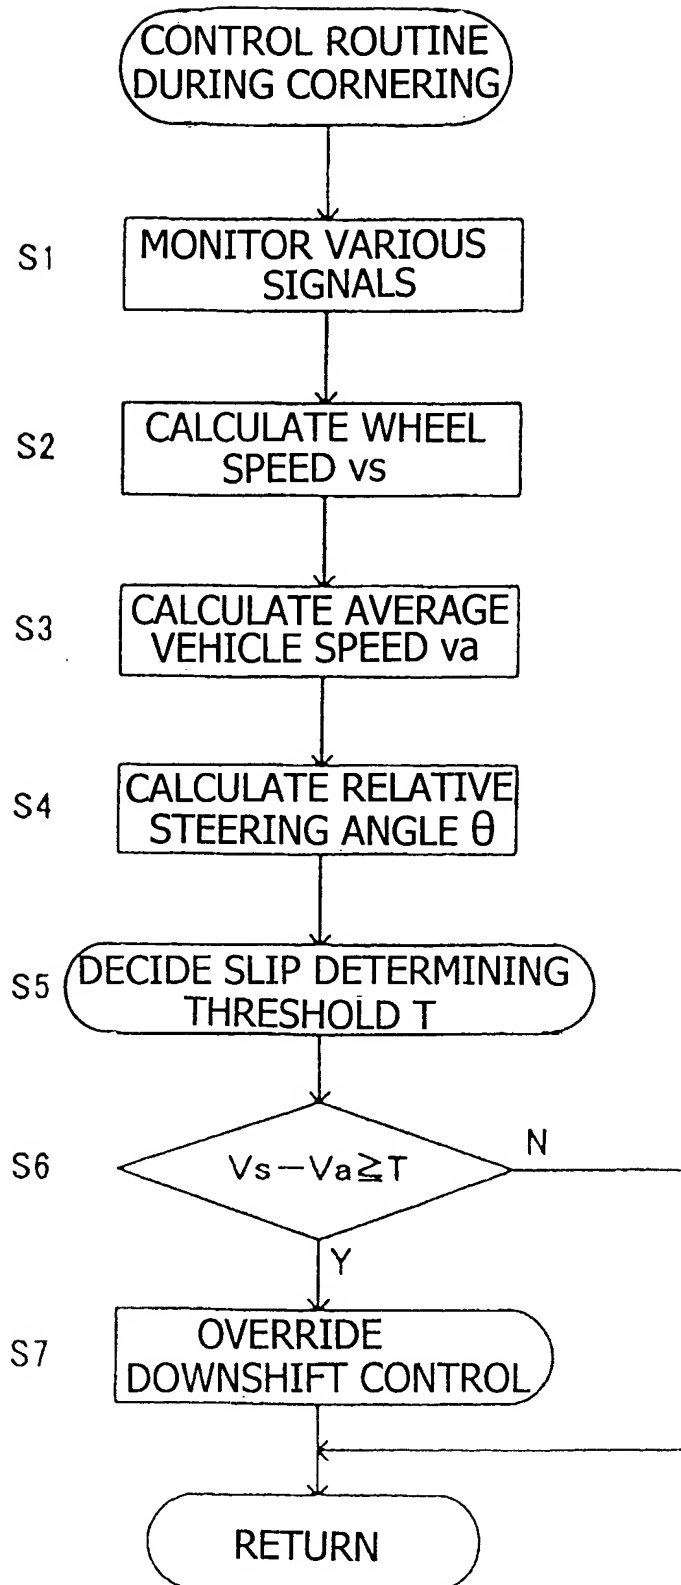 CONTROL ROUTINE
DURING CORNERING
S1
MONITOR VARIOUS
SIGNALS
S2
CALCULATE WHEEL
SPEED vs
S3
CALCULATE AVERAGE
VEHICLE SPEED va
S4
CALCULATE RELATIVE
STEERING ANGLE θ
S5
DECIDE SLIP DETERMINING
THRESHOLD T
S6
Vs−Va≧T
N
Y
S7
OVERRIDE
DOWNSHIFT CONTROL
RETURN